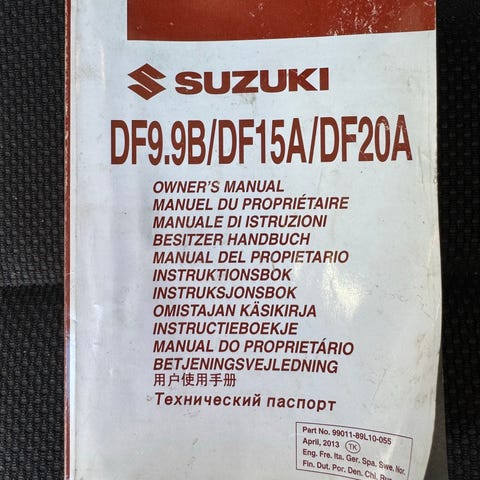 SUZUKI
DF9.9B/DF15A/DF20A
OWNER'S MANUAL
MANUEL DU PROPRIÉTAIRE
MANUALE DI ISTRUZIONI
BESITZER HANDBUCH
MANUAL DEL PROPIETARIO
INSTRUKTIONSBOK
INSTRUKSJONSBOK
OMISTAJAN KÄSIKIRJA
INSTRUCTIEBOEKJE
MANUAL DO PROPRIETÁRIO
BETJENINGSVEJLEDNING
用户使用手册
Технический паспорт
Part No. 99011-89L10-055
April, 2013 TK
Eng. Fre. Ita. Ger. Spa. Swe. Nor.
Fin. Dut. Por. Den. Chi. Rus